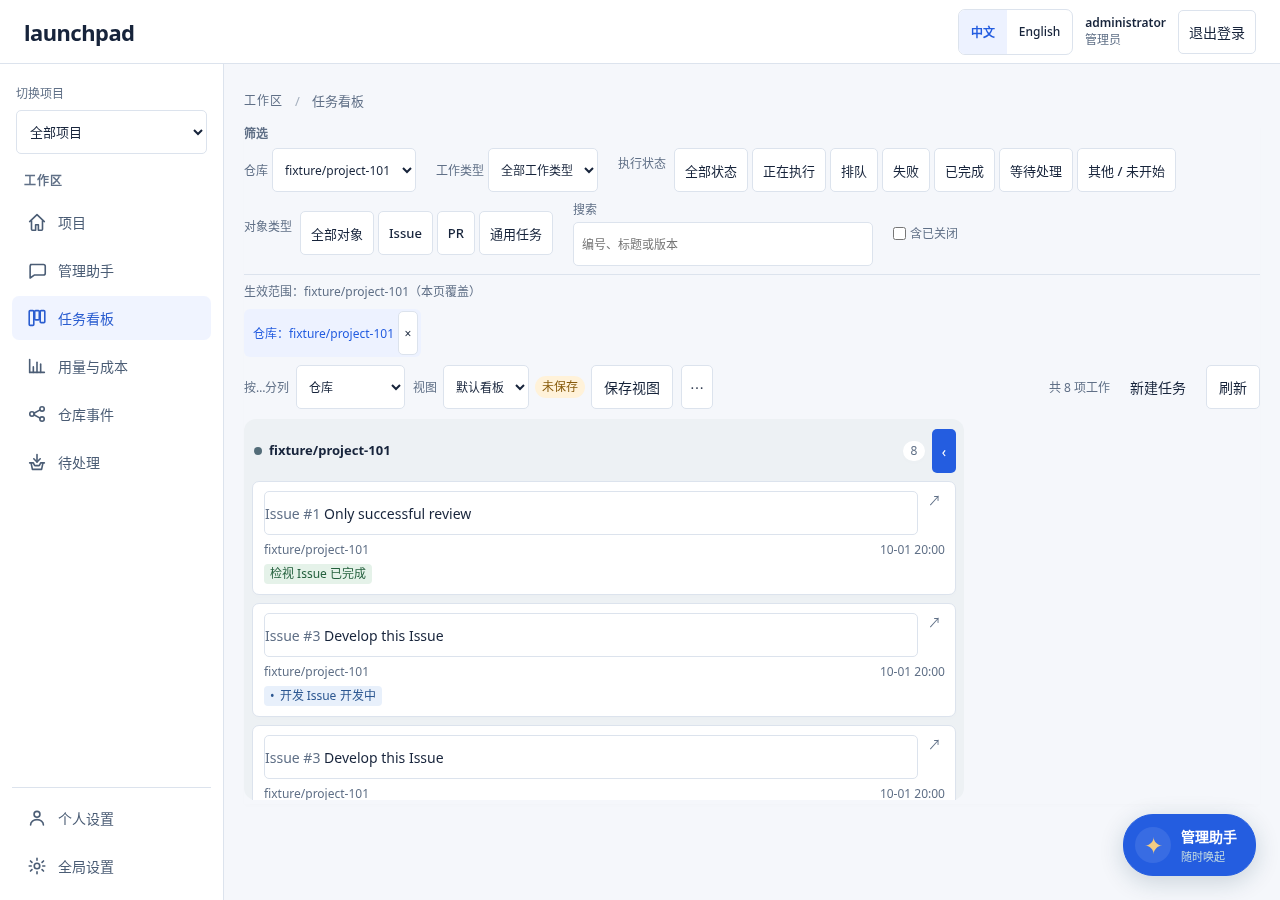 launchpad
中文
English
administrator
管理员
退出登录
切换项目
全部项目
工作区
项目
管理助手
任务看板
用量与成本
仓库事件
待处理
个人设置
全局设置
工作区 / 任务看板
筛选
仓库 fixture/project-101 工作类型 全部工作类型 执行状态 全部状态 正在执行 排队 失败 已完成 等待处理 其他 / 未开始
对象类型 全部对象 Issue PR 通用任务
搜索
编号、标题或版本
含已关闭
生效范围：fixture/project-101（本页覆盖）
仓库：fixture/project-101 ×
按...分列 仓库 视图 默认看板 未保存 保存视图 ... 共 8 项工作 新建任务 刷新
fixture/project-101 8 ‹
Issue #1 Only successful review ↗
fixture/project-101 10-01 20:00
检视 Issue 已完成
Issue #3 Develop this Issue ↗
fixture/project-101 10-01 20:00
• 开发 Issue 开发中
Issue #3 Develop this Issue ↗
fixture/project-101 10-01 20:00
管理助手
随时唤起